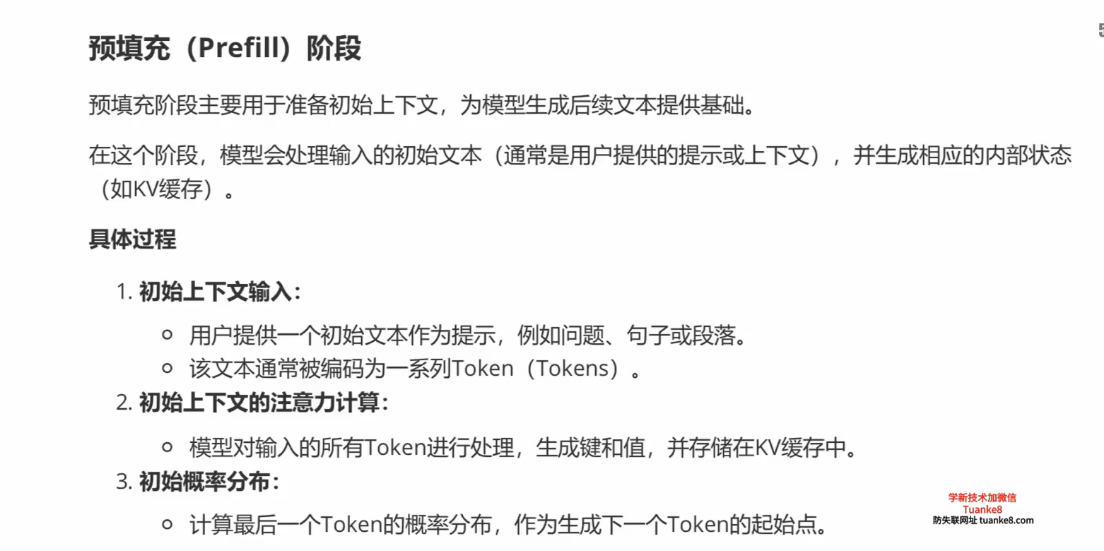 预填充（Prefill）阶段
预填充阶段主要用于准备初始上下文，为模型生成后续文本提供基础。
在这个阶段，模型会处理输入的初始文本（通常是用户提供的提示或上下文），并生成相应的内部状态
（如KV缓存）。
具体过程
1. 初始上下文输入：
○ 用户提供一个初始文本作为提示，例如问题、句子或段落。
○ 该文本通常被编码为一系列Token（Tokens）。
2. 初始上下文的注意力计算：
○ 模型对输入的所有Token进行处理，生成键和值，并存储在KV缓存中。
3. 初始概率分布：
○ 计算最后一个Token的概率分布，作为生成下一个Token的起始点。
学新技术加微信
Tuanke8
防失联网址 tuanke8.com